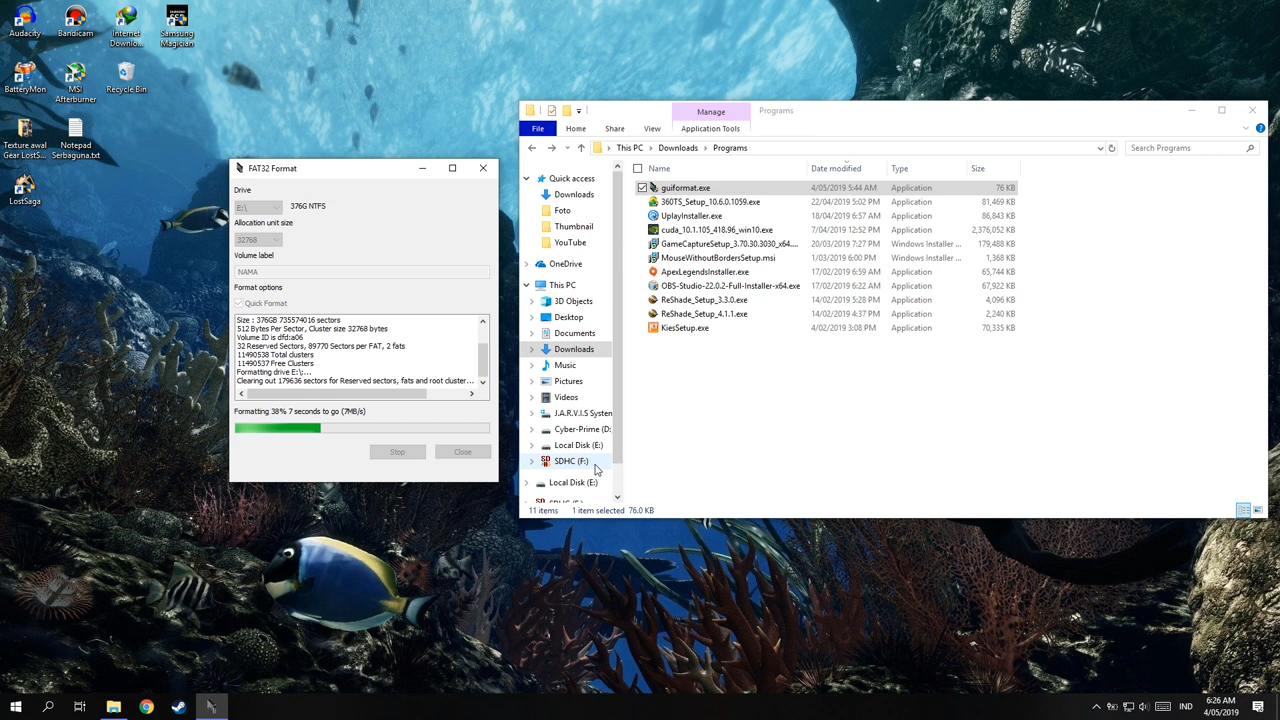 Audacity
Bandicam
Internet
Downlo...
Samsung
Magician
BatteryMon
MSI
Afterburner
Recycle Bin
Texture awal
Gear LostS...
Notepad
Serbaguna.txt
LostSaga
FAT32 Format
Drive
E:\
376G NTFS
Allocation unit size
32768
Volume label
NAMA
Format options
Quick Format
Size : 376GB 735574016 sectors
512 Bytes Per Sector, Cluster size 32768 bytes
Volume ID is dfd:a06
32 Reserved Sectors, 89770 Sectors per FAT, 2 fats
11490538 Total clusters
11490537 Free Clusters
Formatting drive E:\:...
Clearing out 179636 sectors for Reserved sectors, fats and root cluster...
Formatting 38% 7 seconds to go (7MB/s)
Stop
Close
Manage
Programs
File
Home
Share
View
Application Tools
This PC > Downloads > Programs
Search Programs
Quick access
Downloads
Foto
Thumbnail
YouTube
OneDrive
This PC
3D Objects
Desktop
Documents
Downloads
Music
Pictures
Videos
J.A.R.V.I.S System
Cyber-Prime (D:
Local Disk (E:)
SDHC (F:)
Local Disk (E:)
Name Date modified Type Size
guiformat.exe 4/05/2019 5:44 AM Application 76 KB
360TS_Setup_10.6.0.1059.exe 22/04/2019 5:02 PM Application 81,469 KB
UplayInstaller.exe 18/04/2019 6:57 AM Application 86,843 KB
cuda_10.1.105_418.96_win10.exe 7/04/2019 12:52 PM Application 2,376,052 KB
GameCaptureSetup_3.70.30.3030_x64.... 20/03/2019 7:27 PM Windows Installer ... 179,488 KB
MouseWithoutBordersSetup.msi 1/03/2019 6:00 PM Windows Installer ... 1,368 KB
ApexLegendsInstaller.exe 17/02/2019 6:59 AM Application 65,744 KB
OBS-Studio-22.0.2-Full-Installer-x64.exe 17/02/2019 6:22 AM Application 67,922 KB
ReShade_Setup_3.3.0.exe 14/02/2019 5:28 PM Application 4,096 KB
ReShade_Setup_4.1.1.exe 14/02/2019 4:37 PM Application 2,240 KB
KiesSetup.exe 4/02/2019 3:08 PM Application 70,335 KB
11 items 1 item selected 76.0 KB
IND
6:26 AM
4/05/2019